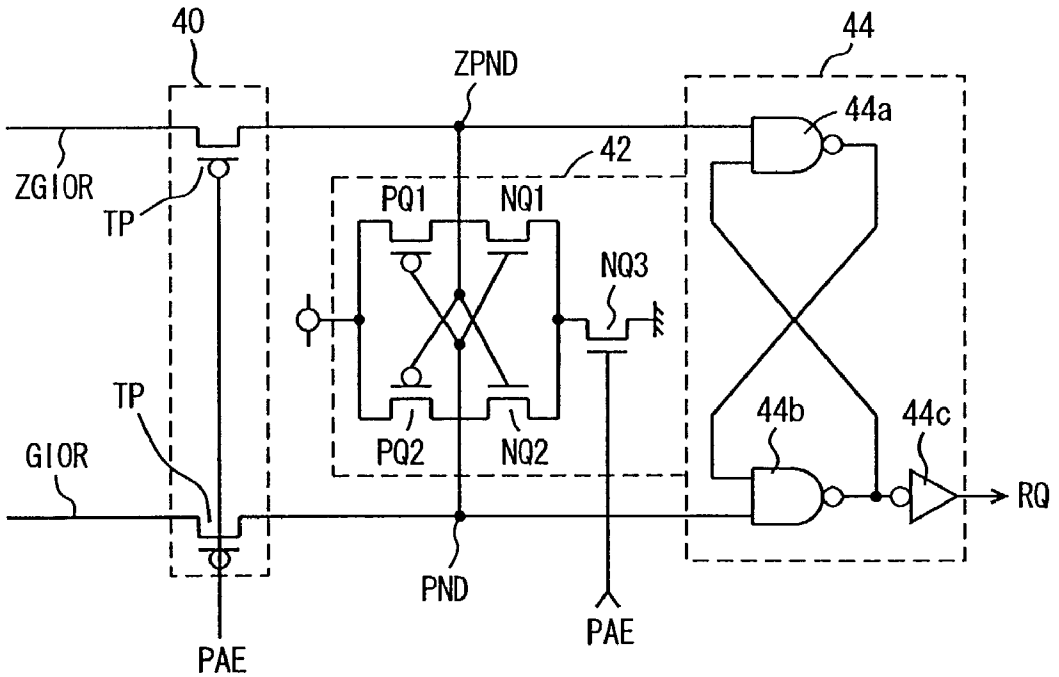 40
ZPND
44
44a
42
ZGIOR
TP
PQ1
NQ1
NQ3
TP
PQ2
NQ2
44b
44c
GIOR
RQ
PND
PAE
PAE